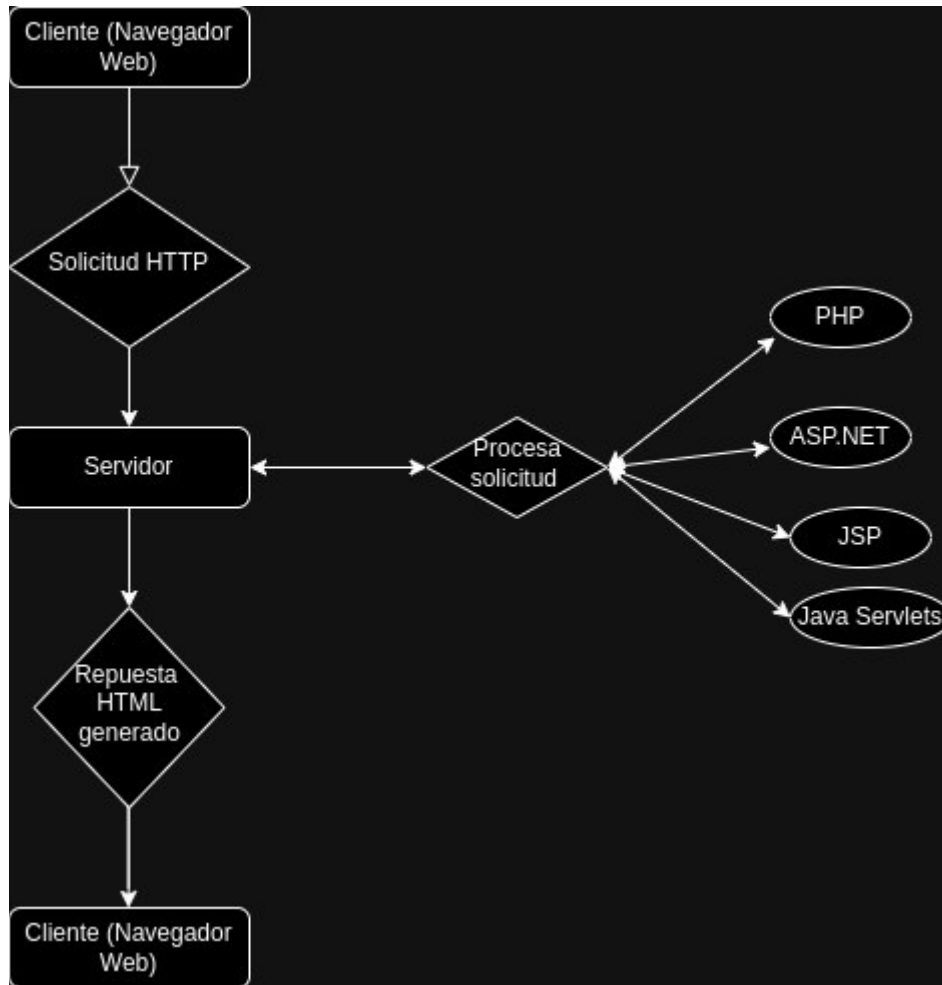 Cliente (Navegador
Web)
Solicitud HTTP
PHP
ASP.NET
Procesa
solicitud
Servidor
JSP
Java Servlets
Repuesta
HTML
generado
Cliente (Navegador
Web)